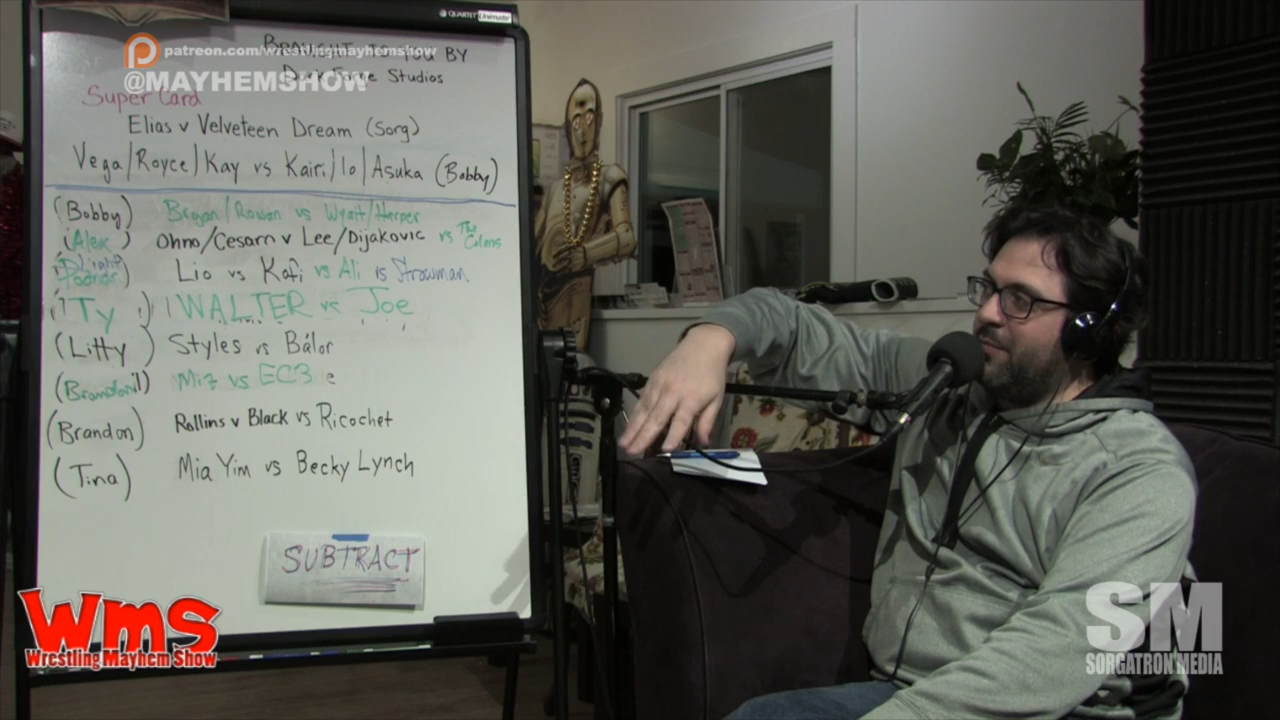 QUARTET Unimate
patreon.com/wrestlingmayhemshow
BROUGHT TO YOU BY
@MAYHEMSHOW
Studios
Super Card
Elias v Velveteen Dream (Sorg)
Vega/Royce/Kay vs Kairi/Io/Asuka (Bobby)
(Bobby) Bryan/Rowan vs Wyatt/Harper
(Alex) Ohno/Cesaro v Lee/Dijakovic vs The Colons
Lio vs Kofi vs Ali vs Strowman
(Ty) WALTER vs Joe
(Litty) Styles vs Bálor
Miz vs EC3
(Brandon) Rollins v Black vs Ricochet
(Tina) Mia Yim vs Becky Lynch
SUBTRACT
WMS
Wrestling Mayhem Show
SM
SORGATRON MEDIA